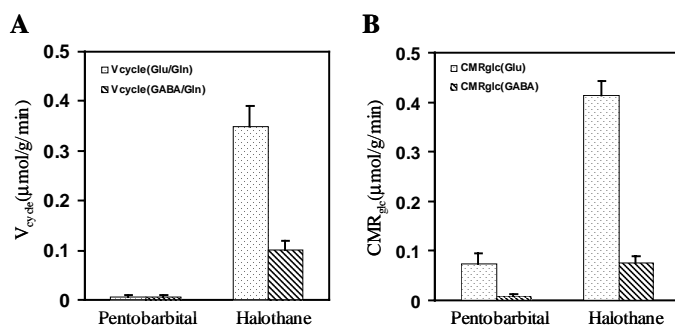 A
V cycle(Glu/Gln)
V cycle(GABA/Gln)
0.5
0.4
0.3
0.2
0.1
0
Vcycle(μmol/g/min)
Pentobarbital Halothane
B
CMRglc(Glu)
CMRglc(GABA)
0.5
0.4
0.3
0.2
0.1
0
CMRglc(μmol/g/min)
Pentobarbital Halothane